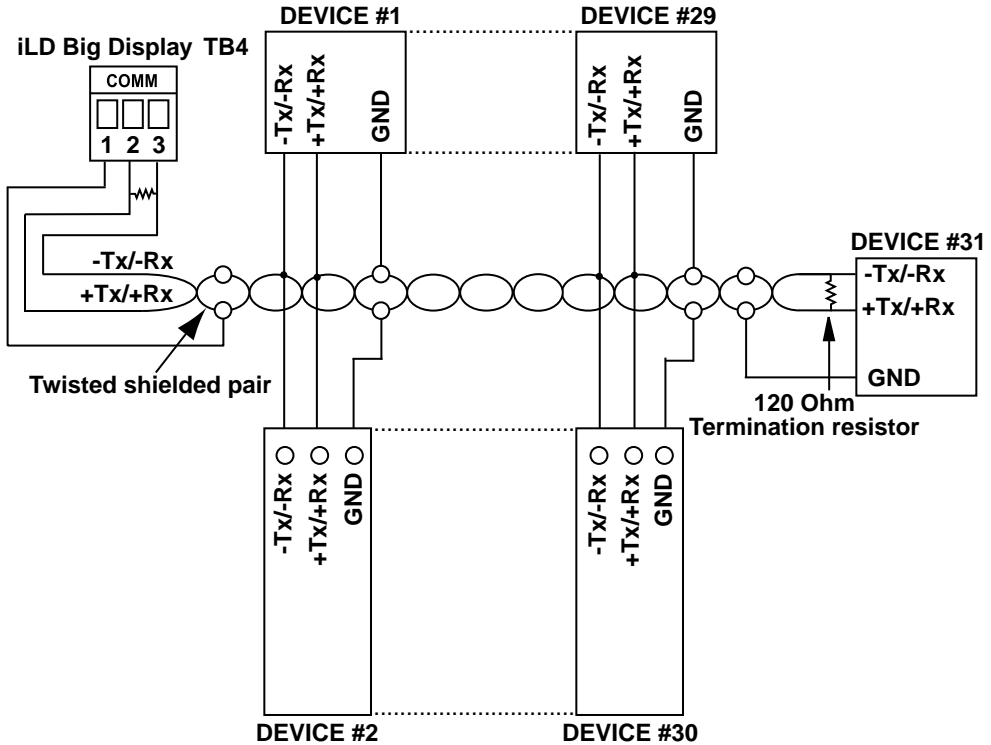 DEVICE #1
DEVICE #29
iLD Big Display TB4
COMM
1 2 3
-Tx/-Rx
+Tx/+Rx
GND
-Tx/-Rx
+Tx/+Rx
GND
DEVICE #31
-Tx/-Rx
+Tx/+Rx
GND
-Tx/-Rx
+Tx/+Rx
Twisted shielded pair
120 Ohm
Termination resistor
-Tx/-Rx
+Tx/+Rx
GND
-Tx/-Rx
+Tx/+Rx
GND
DEVICE #2
DEVICE #30